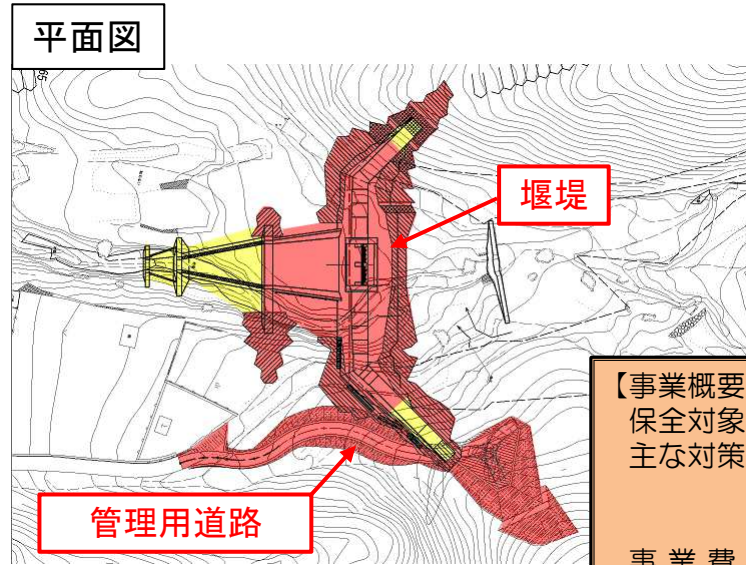 平面図
堰堤
管理用道路
【事業概要
保全対象
主な対策
事 業 費